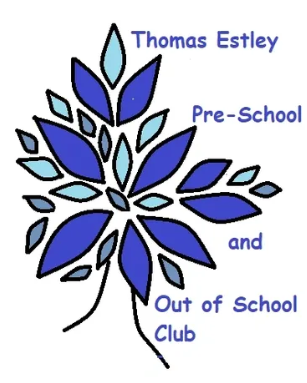 Thomas Estley
Pre-School
and
Out of School
Club